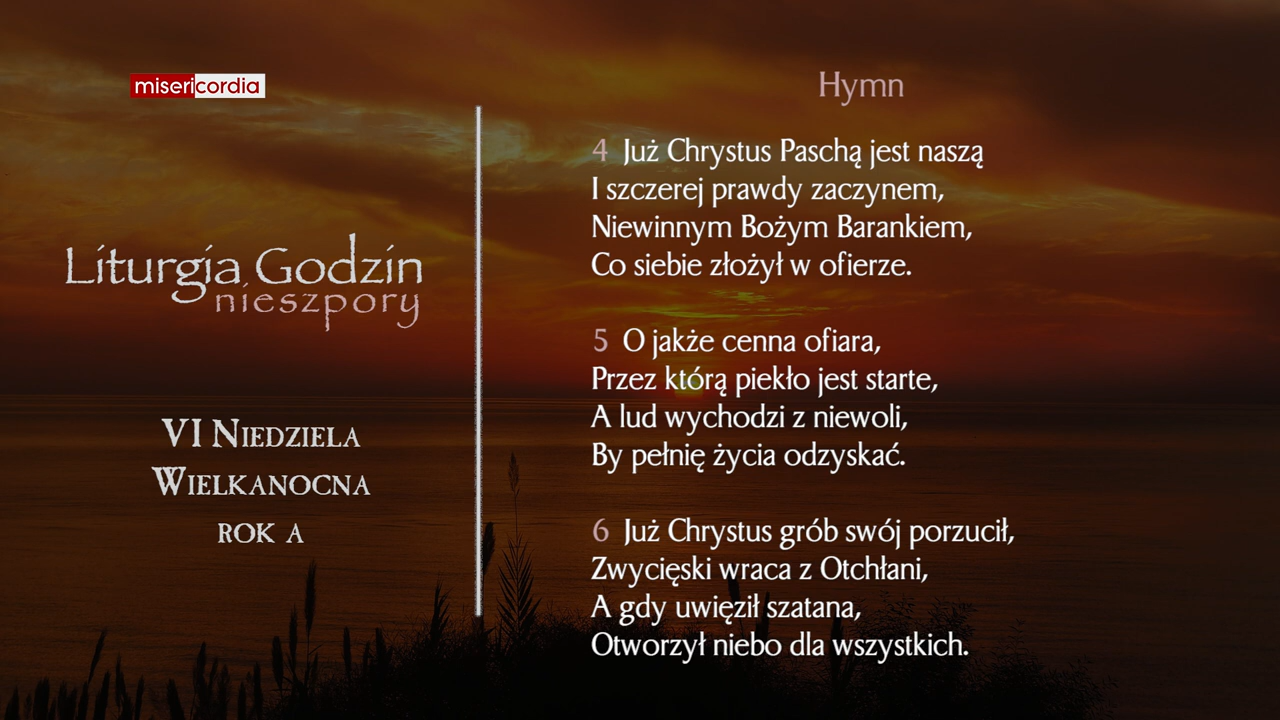 misericordia
Liturgia Godzin
nieszpory
VI Niedziela
Wielkanocna
rok A
Hymn
4 Już Chrystus Paschą jest naszą
I szczerej prawdy zaczynem,
Niewinnym Bożym Barankiem,
Co siebie złożył w ofierze.
5 O jakże cenna ofiara,
Przez którą piekło jest starte,
A lud wychodzi z niewoli,
By pełnię życia odzyskać.
6 Już Chrystus grób swój porzucił,
Zwycięski wraca z Otchłani,
A gdy uwięził szatana,
Otworzył niebo dla wszystkich.